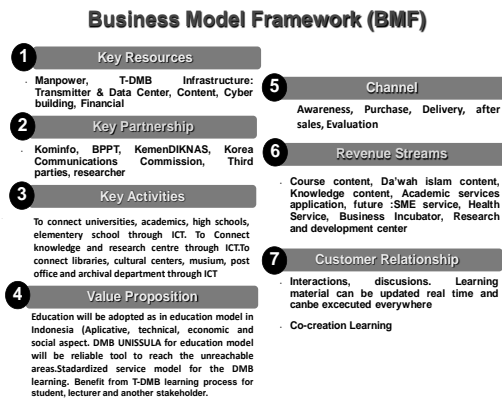 Business Model Framework (BMF)
1
Key Resources
Manpower, T-DMB Infrastructure:
Transmitter & Data Center, Content, Cyber
building, Financial
2
Key Partnership
Kominfo, BPPT, KemenDIKNAS, Korea
Communications Commission, Third
parties, researcher
3
Key Activities
To connect universities, academics, high schools,
elementery school through ICT. To Connect
knowledge and research centre through ICT.To
connect libraries, cultural centers, musium, post
office and archival department through ICT
4
Value Proposition
Education will be adopted as in education model in
Indonesia (Aplicative, technical, economic and
social aspect. DMB UNISSULA for education model
will be reliable tool to reach the unreachable
areas.Stadardized service model for the DMB
learning. Benefit from T-DMB learning process for
student, lecturer and another stakeholder.
5
Channel
Awareness, Purchase, Delivery, after
sales, Evaluation
6
Revenue Streams
Course content, Da'wah islam content,
Knowledge content, Academic services
application, future :SME service, Health
Service, Business Incubator, Research
and development center
7
Customer Relationship
Interactions, discusions. Learning
material can be updated real time and
canbe excecuted everywhere
Co-creation Learning